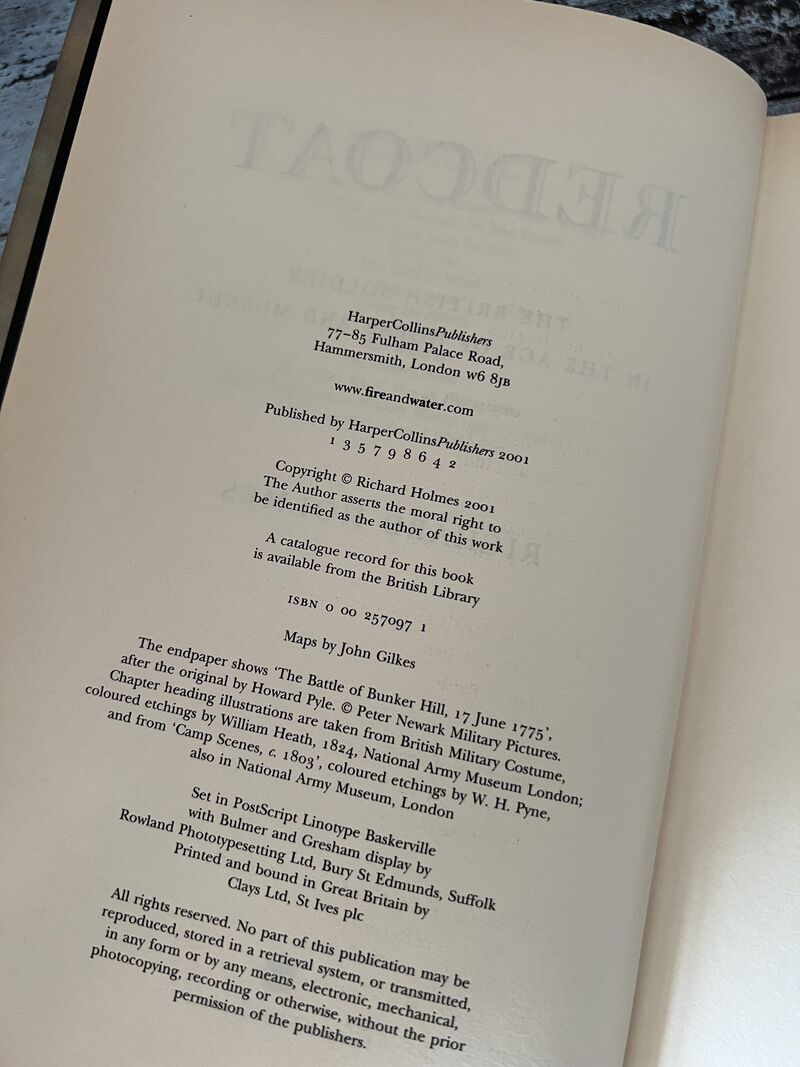 REDCOAT
THE BRITISH SOLDIER
IN THE AGE AND MUSKET
HarperCollinsPublishers
77–85 Fulham Palace Road,
Hammersmith, London W6 8JB
www.fireandwater.com
Published by HarperCollinsPublishers 2001
1 3 5 7 9 8 6 4 2
Copyright © Richard Holmes 2001
The Author asserts the moral right to
be identified as the author of this work
A catalogue record for this book
is available from the British Library
ISBN 0 00 257097 1
Maps by John Gilkes
The endpaper shows ‘The Battle of Bunker Hill, 17 June 1775’,
after the original by Howard Pyle. © Peter Newark Military Pictures.
Chapter heading illustrations are taken from British Military Costume,
coloured etchings by William Heath, 1824, National Army Museum London;
and from ‘Camp Scenes, c. 1803’, coloured etchings by W. H. Pyne,
also in National Army Museum, London
Set in PostScript Linotype Baskerville
with Bulmer and Gresham display by
Rowland Phototypesetting Ltd, Bury St Edmunds, Suffolk
Printed and bound in Great Britain by
Clays Ltd, St Ives plc
All rights reserved. No part of this publication may be
reproduced, stored in a retrieval system, or transmitted,
in any form or by any means, electronic, mechanical,
photocopying, recording or otherwise, without the prior
permission of the publishers.